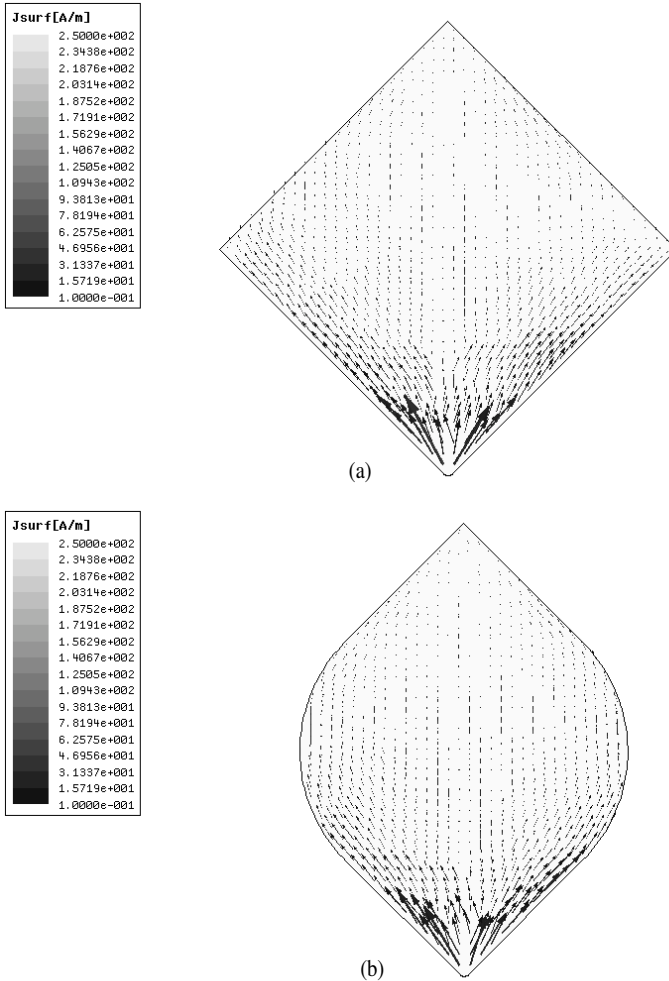 Jsurf[A/m]
2.5000e+002
2.3438e+002
2.1876e+002
2.0314e+002
1.8752e+002
1.7191e+002
1.5629e+002
1.4067e+002
1.2505e+002
1.0943e+002
9.3813e+001
7.8194e+001
6.2575e+001
4.6956e+001
3.1337e+001
1.5719e+001
1.0000e-001
(a)
Jsurf[A/m]
2.5000e+002
2.3438e+002
2.1876e+002
2.0314e+002
1.8752e+002
1.7191e+002
1.5629e+002
1.4067e+002
1.2505e+002
1.0943e+002
9.3813e+001
7.8194e+001
6.2575e+001
4.6956e+001
3.1337e+001
1.5719e+001
1.0000e-001
(b)